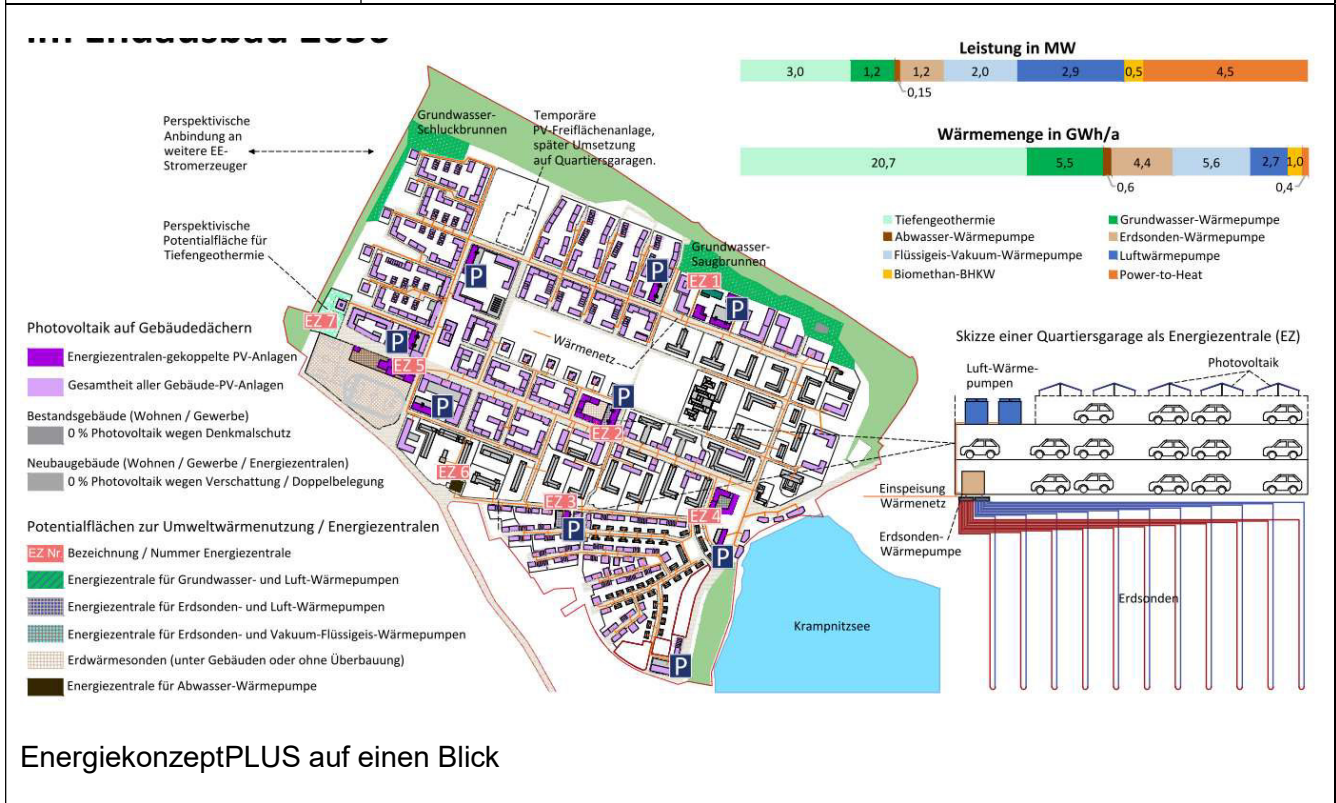 Leistung in MW
3,0
1,2
1,2
2,0
2,9
0,5
4,5
0,15
Wärmemenge in GWh/a
20,7
5,5
4,4
5,6
2,7
1,0
0,6
0,4
Tiefengeothermie
Grundwasser-Wärmepumpe
Abwasser-Wärmepumpe
Erdsonden-Wärmepumpe
Flüssigeis-Vakuum-Wärmepumpe
Luftwärmepumpe
Biomethan-BHKW
Power-to-Heat
Perspektivische
Anbindung an
weitere EE-
Stromerzeuger
Grundwasser-
Schluckbrunnen
Temporäre
PV-Freiflächenanlage,
später Umsetzung
auf Quartiersgaragen.
Perspektivische
Potentialfläche für
Tiefengeothermie
Grundwasser-
Saugbrunnen
EZ 1
P
P
P
EZ 7
P
EZ 5
Wärmenetz
P
P
EZ 2
EZ 6
EZ 3
P
EZ 4
P
P
Krampnitzsee
Photovoltaik auf Gebäudedächern
Energiezentralen-gekoppelte PV-Anlagen
Gesamtheit aller Gebäude-PV-Anlagen
Bestandsgebäude (Wohnen / Gewerbe)
0 % Photovoltaik wegen Denkmalschutz
Neubaugebäude (Wohnen / Gewerbe / Energiezentralen)
0 % Photovoltaik wegen Verschattung / Doppelbelegung
Potentialflächen zur Umweltwärmenutzung / Energiezentralen
EZ Nr. Bezeichnung / Nummer Energiezentrale
Energiezentrale für Grundwasser- und Luft-Wärmepumpen
Energiezentrale für Erdsonden- und Luft-Wärmepumpen
Energiezentrale für Erdsonden- und Vakuum-Flüssigeis-Wärmepumpen
Erdwärmesonden (unter Gebäuden oder ohne Überbauung)
Energiezentrale für Abwasser-Wärmepumpe
Skizze einer Quartiersgarage als Energiezentrale (EZ)
Luft-Wärme-
pumpen
Photovoltaik
Einspeisung
Wärmenetz
Erdsonden-
Wärmepumpe
Erdsonden
EnergiekonzeptPLUS auf einen Blick